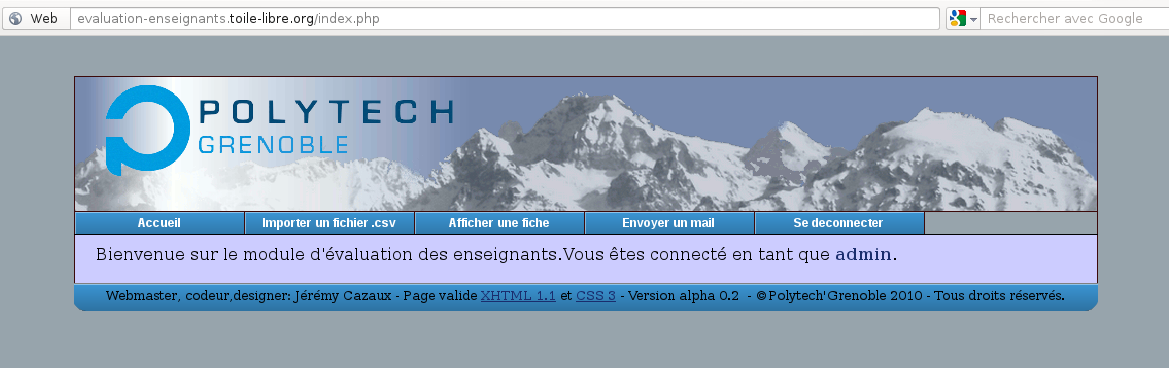 Web evaluation-enseignants.toile-libre.org/index.php Rechercher avec Google
POLYTECH
GRENOBLE
Accueil Importer un fichier .csv Afficher une fiche Envoyer un mail Se deconnecter
Bienvenue sur le module d'évaluation des enseignants.Vous êtes connecté en tant que admin.
Webmaster, codeur,designer: Jérémy Cazaux - Page valide XHTML 1.1 et CSS 3 - Version alpha 0.2 - ©Polytech'Grenoble 2010 - Tous droits réservés.